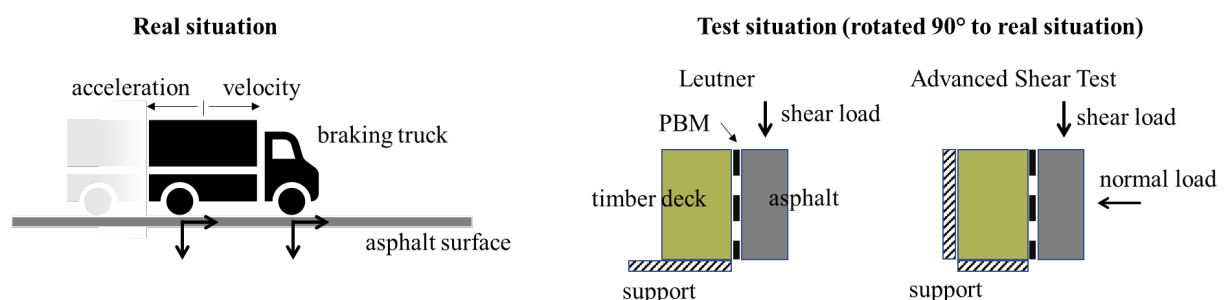 Real situation
acceleration
velocity
braking truck
asphalt surface
Test situation (rotated 90° to real situation)
Leutner
PBM
shear load
timber deck
asphalt
support
Advanced Shear Test
shear load
normal load
support